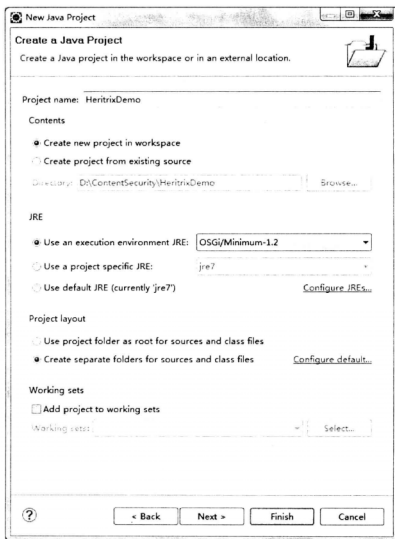 New Java Project
Create a Java Project
Create a Java project in the workspace or in an external location.
Project name: HeritrixDemo
Contents
Create new project in workspace
Create project from existing source
Directory: D:\ContentSecurity\HeritrixDemo Browse...
JRE
Use an execution environment JRE: OSGi/Minimum-1.2
Use a project specific JRE: jre7
Use default JRE (currently 'jre7') Configure JREs...
Project layout
Use project folder as root for sources and class files
Create separate folders for sources and class files Configure default...
Working sets
Add project to working sets
Working sets: Select...
? < Back Next > Finish Cancel